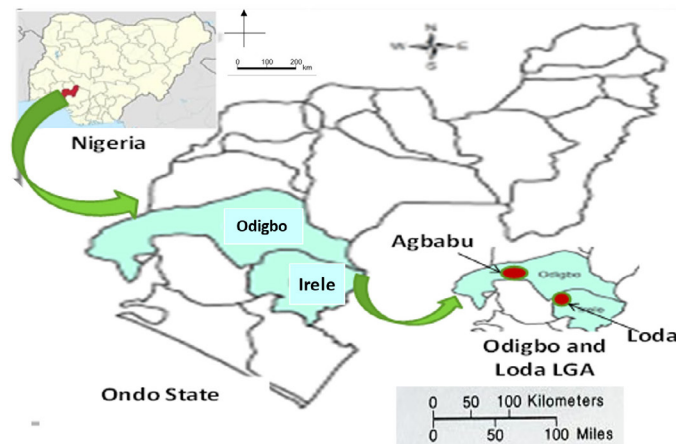 0 100 200
km
N
W E
S
Nigeria
Odigbo
Irele
Agbabu
Odigbo
Irele
Loda
Odigbo and
Loda LGA
Ondo State
0 50 100 Kilometers
0 50 100 Miles